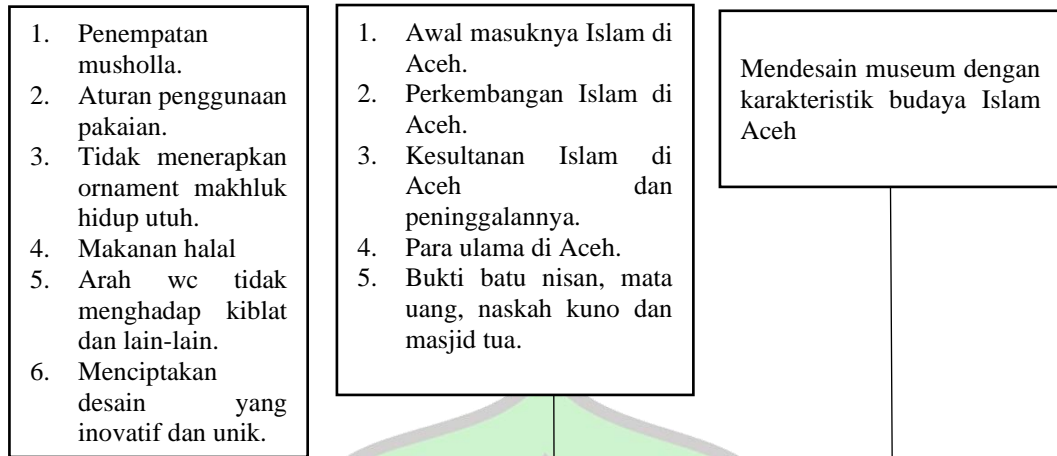 1. Penempatan
musholla.
2. Aturan penggunaan
pakaian.
3. Tidak menerapkan
ornament makhluk
hidup utuh.
4. Makanan halal
5. Arah wc tidak
menghadap kiblat
dan lain-lain.
6. Menciptakan
desain yang
inovatif dan unik.
1. Awal masuknya Islam di
Aceh.
2. Perkembangan Islam di
Aceh.
3. Kesultanan Islam di
Aceh dan
peninggalannya.
4. Para ulama di Aceh.
5. Bukti batu nisan, mata
uang, naskah kuno dan
masjid tua.
Mendesain museum dengan
karakteristik budaya Islam
Aceh